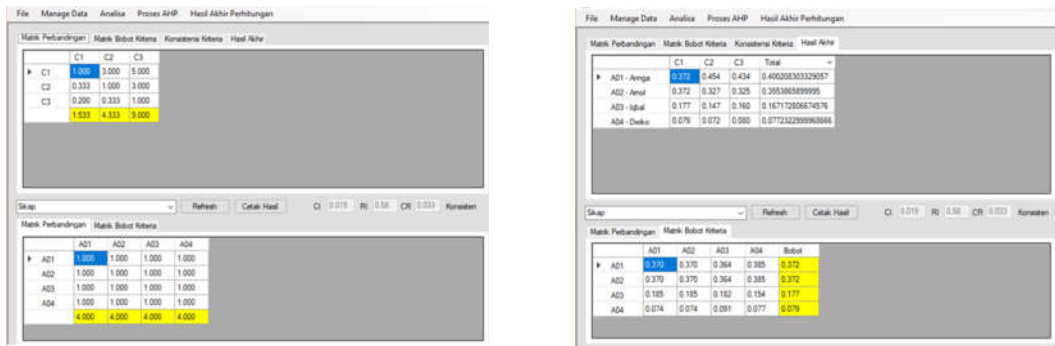 File Manage Data Analisa Proses AHP Hasil Akhir Perhitungan
Matrik Perbandingan Matrik Bobot Kriteria Konsistensi Kriteria Hasil Akhir
C1 C2 C3
C1 1.000 3.000 5.000
C2 0.333 1.000 3.000
C3 0.200 0.333 1.000
1.533 4.333 9.000
Sikap Refresh Cetak Hasil CI 0.019 RI 0.58 CR 0.033 Konsisten
Matrik Perbandingan Matrik Bobot Kriteria
A01 A02 A03 A04
A01 1.000 1.000 1.000 1.000
A02 1.000 1.000 1.000 1.000
A03 1.000 1.000 1.000 1.000
A04 1.000 1.000 1.000 1.000
4.000 4.000 4.000 4.000
File Manage Data Analisa Proses AHP Hasil Akhir Perhitungan
Matrik Perbandingan Matrik Bobot Kriteria Konsistensi Kriteria Hasil Akhir
C1 C2 C3 Total
A01 - 0.372 0.454 0.434 0.400208303329057
A02 - 0.372 0.327 0.325 0.3553865899995
A03 - Iqbal 0.177 0.147 0.160 0.167172806674576
A04 - Dwiko 0.079 0.072 0.080
Sikap Refresh Cetak Hasil CI 0.019 RI 0.58 CR 0.033 Konsisten
Matrik Perbandingan Matrik Bobot Kriteria
A01 A02 A03 A04 Bobot
A01 0.370 0.370 0.364 0.385 0.372
A02 0.370 0.370 0.364 0.385 0.372
A03 0.185 0.185 0.182 0.154 0.177
A04 0.074 0.074 0.091 0.077 0.079